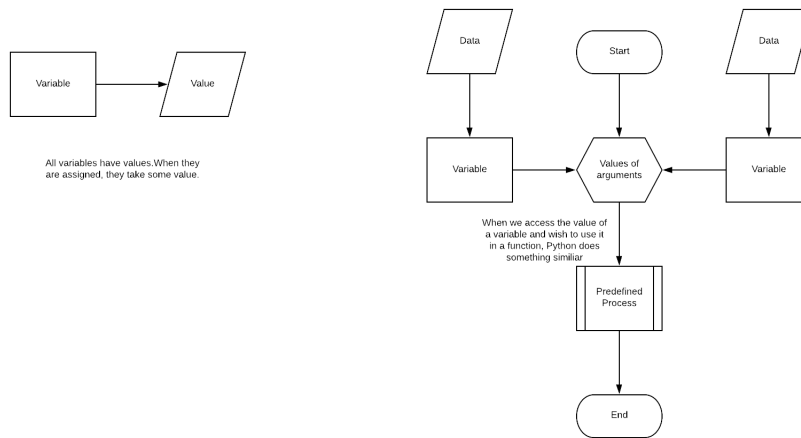 Variable
Value
All variables have values.When they
are assigned, they take some value.
Data
Start
Data
Variable
Values of
arguments
Variable
When we access the value of
a variable and wish to use it
in a function, Python does
something similiar
Predefined
Process
End